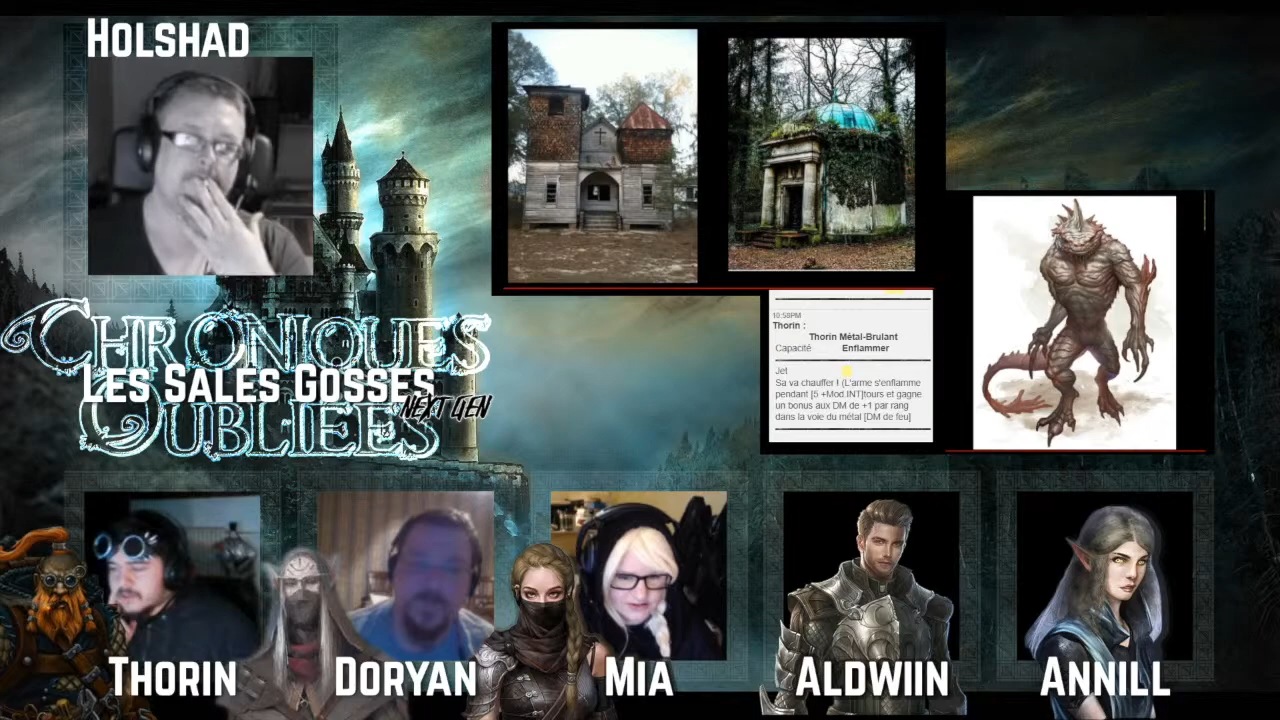 HOLSHAD
CHRONIQUES
LES SALES GOSSES
NEXT GEN
OUBLIÉES
10:58PM
Thorin :
Thorin Métal-Brulant
Capacité Enflammer
Jet
Sa va chauffer ! (L'arme s'enflamme
pendant [5 +Mod.INT]tours et gagne
un bonus aux DM de +1 par rang
dans la voie du métal [DM de feu]
THORIN
DORYAN
MIA
ALDWIIN
ANNILL